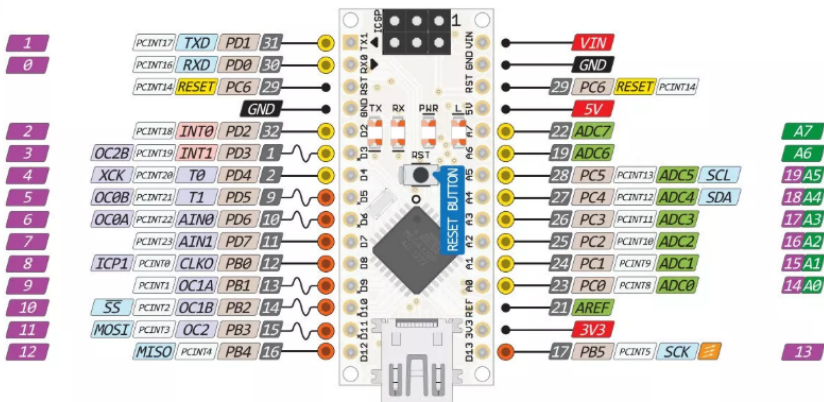 1 PCINT17 TXD PD1 31 TX1 ICSP 1 VIN VIN
0 PCINT16 RXD PD0 30 RX0 GND GND
PCINT14 RESET PC6 29 RST RST 29 PC6 RESET PCINT14
GND GND TX RX PWR L 5V 5V
2 PCINT18 INT0 PD2 32 D2 A7 22 ADC7 A7
3 OC2B PCINT19 INT1 PD3 1 D3 A6 19 ADC6 A6
4 XCK PCINT20 T0 PD4 2 D4 RST A5 28 PC5 PCINT13 ADC5 SCL 19 A5
5 OC0B PCINT21 T1 PD5 9 D5 RESET BUTTON A4 27 PC4 PCINT12 ADC4 SDA 18 A4
6 OC0A PCINT22 AIN0 PD6 10 D6 A3 26 PC3 PCINT11 ADC3 17 A3
7 PCINT23 AIN1 PD7 11 D7 A2 25 PC2 PCINT10 ADC2 16 A2
8 ICP1 PCINT0 CLKO PB0 12 D8 A1 24 PC1 PCINT9 ADC1 15 A1
9 PCINT1 OC1A PB1 13 D9 A0 23 PC0 PCINT8 ADC0 14 A0
10 SS PCINT2 OC1B PB2 14 D10 REF 21 AREF
11 MOSI PCINT3 OC2 PB3 15 D11 3V3 3V3
12 MISO PCINT4 PB4 16 D12 D13 17 PB5 PCINT5 SCK 13